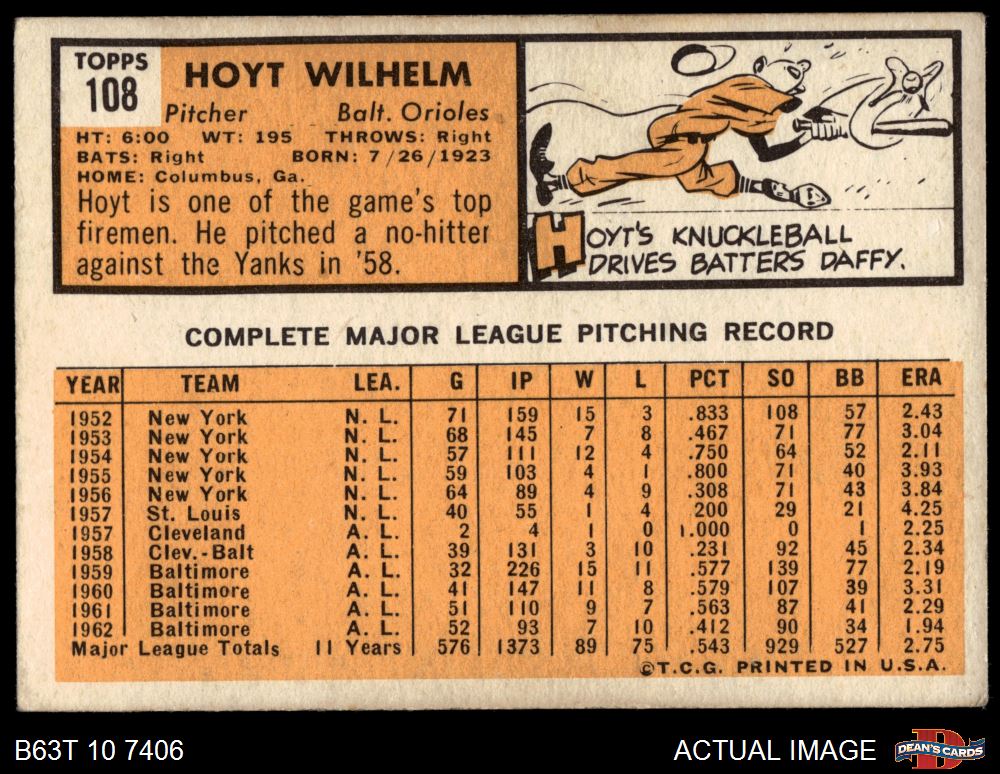 TOPPS
108
HOYT WILHELM
Pitcher Balt. Orioles
HT: 6:00 WT: 195 THROWS: Right
BATS: Right BORN: 7/26/1923
HOME: Columbus, Ga.
Hoyt is one of the game's top
firemen. He pitched a no-hitter
against the Yanks in '58.
HOYT'S KNUCKLEBALL
DRIVES BATTERS DAFFY.
COMPLETE MAJOR LEAGUE PITCHING RECORD
YEAR TEAM LEA. G IP W L PCT SO BB ERA
1952 New York N. L. 71 159 15 3 .833 108 57 2.43
1953 New York N. L. 68 145 7 8 .467 71 77 3.04
1954 New York N. L. 57 111 12 4 .750 64 52 2.11
1955 New York N. L. 59 103 4 1 .800 71 40 3.93
1956 New York N. L. 64 89 4 9 .308 71 43 3.84
1957 St. Louis N. L. 40 55 1 4 .200 29 21 4.25
1957 Cleveland A. L. 2 4 1 0 1.000 0 1 2.25
1958 Clev.-Balt A. L. 39 131 3 10 .231 92 45 2.34
1959 Baltimore A. L. 32 226 15 11 .577 139 77 2.19
1960 Baltimore A. L. 41 147 11 8 .579 107 39 3.31
1961 Baltimore A. L. 51 110 9 7 .563 87 41 2.29
1962 Baltimore A. L. 52 93 7 10 .412 90 34 1.94
Major League Totals 11 Years 576 1373 89 75 .543 929 527 2.75
©T.C.G. PRINTED IN U.S.A.
B63T 10 7406
ACTUAL IMAGE
DEAN'S CARDS